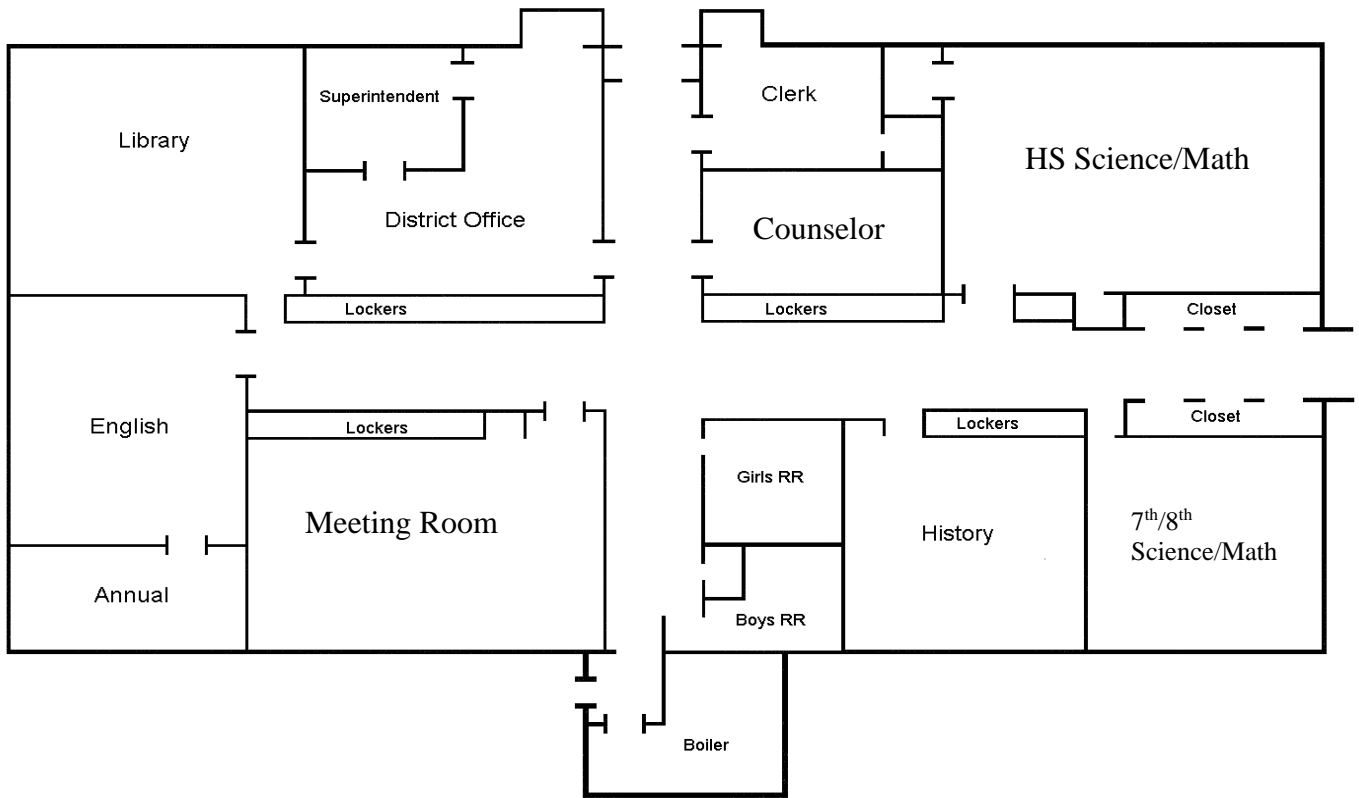 Superintendent
Clerk
Library
HS Science/Math
District Office
Counselor
Lockers
Lockers
Closet
English
Lockers
Lockers
Closet
Girls RR
Meeting Room
History
7th/8th
Science/Math
Annual
Boys RR
Boiler